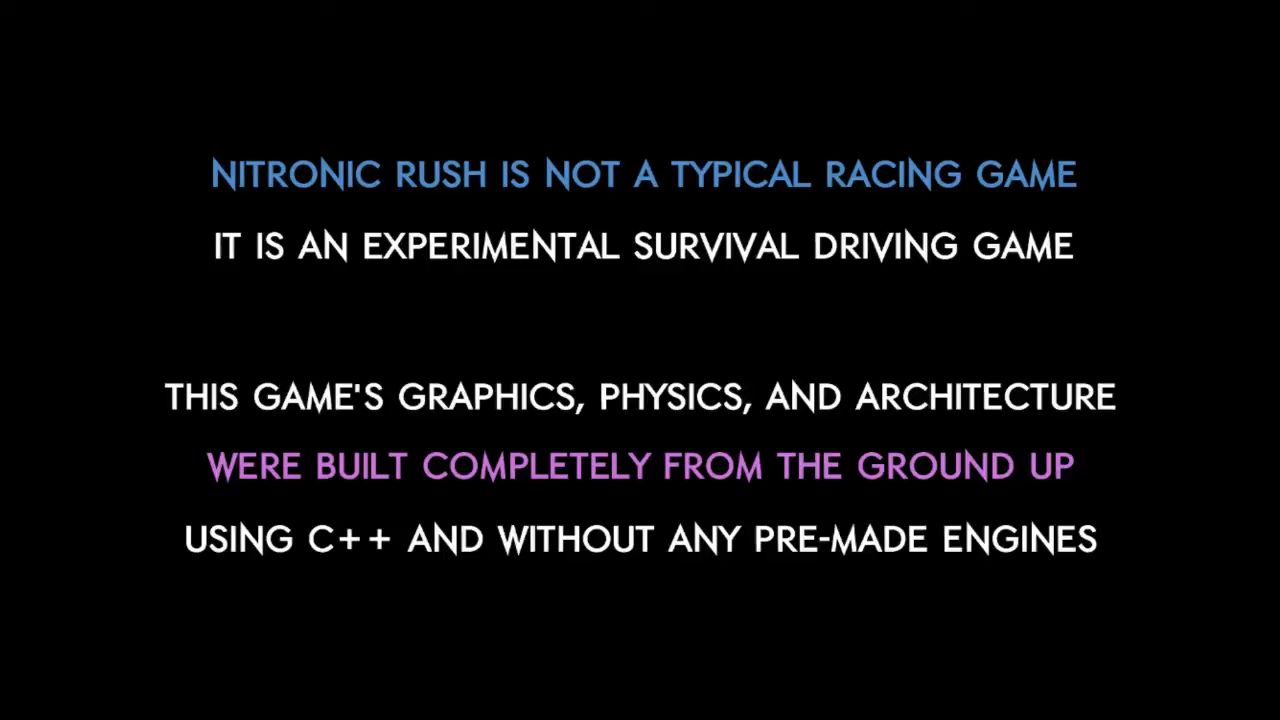 NITRONIC RUSH IS NOT A TYPICAL RACING GAME
IT IS AN EXPERIMENTAL SURVIVAL DRIVING GAME
THIS GAME'S GRAPHICS, PHYSICS, AND ARCHITECTURE
WERE BUILT COMPLETELY FROM THE GROUND UP
USING C++ AND WITHOUT ANY PRE-MADE ENGINES